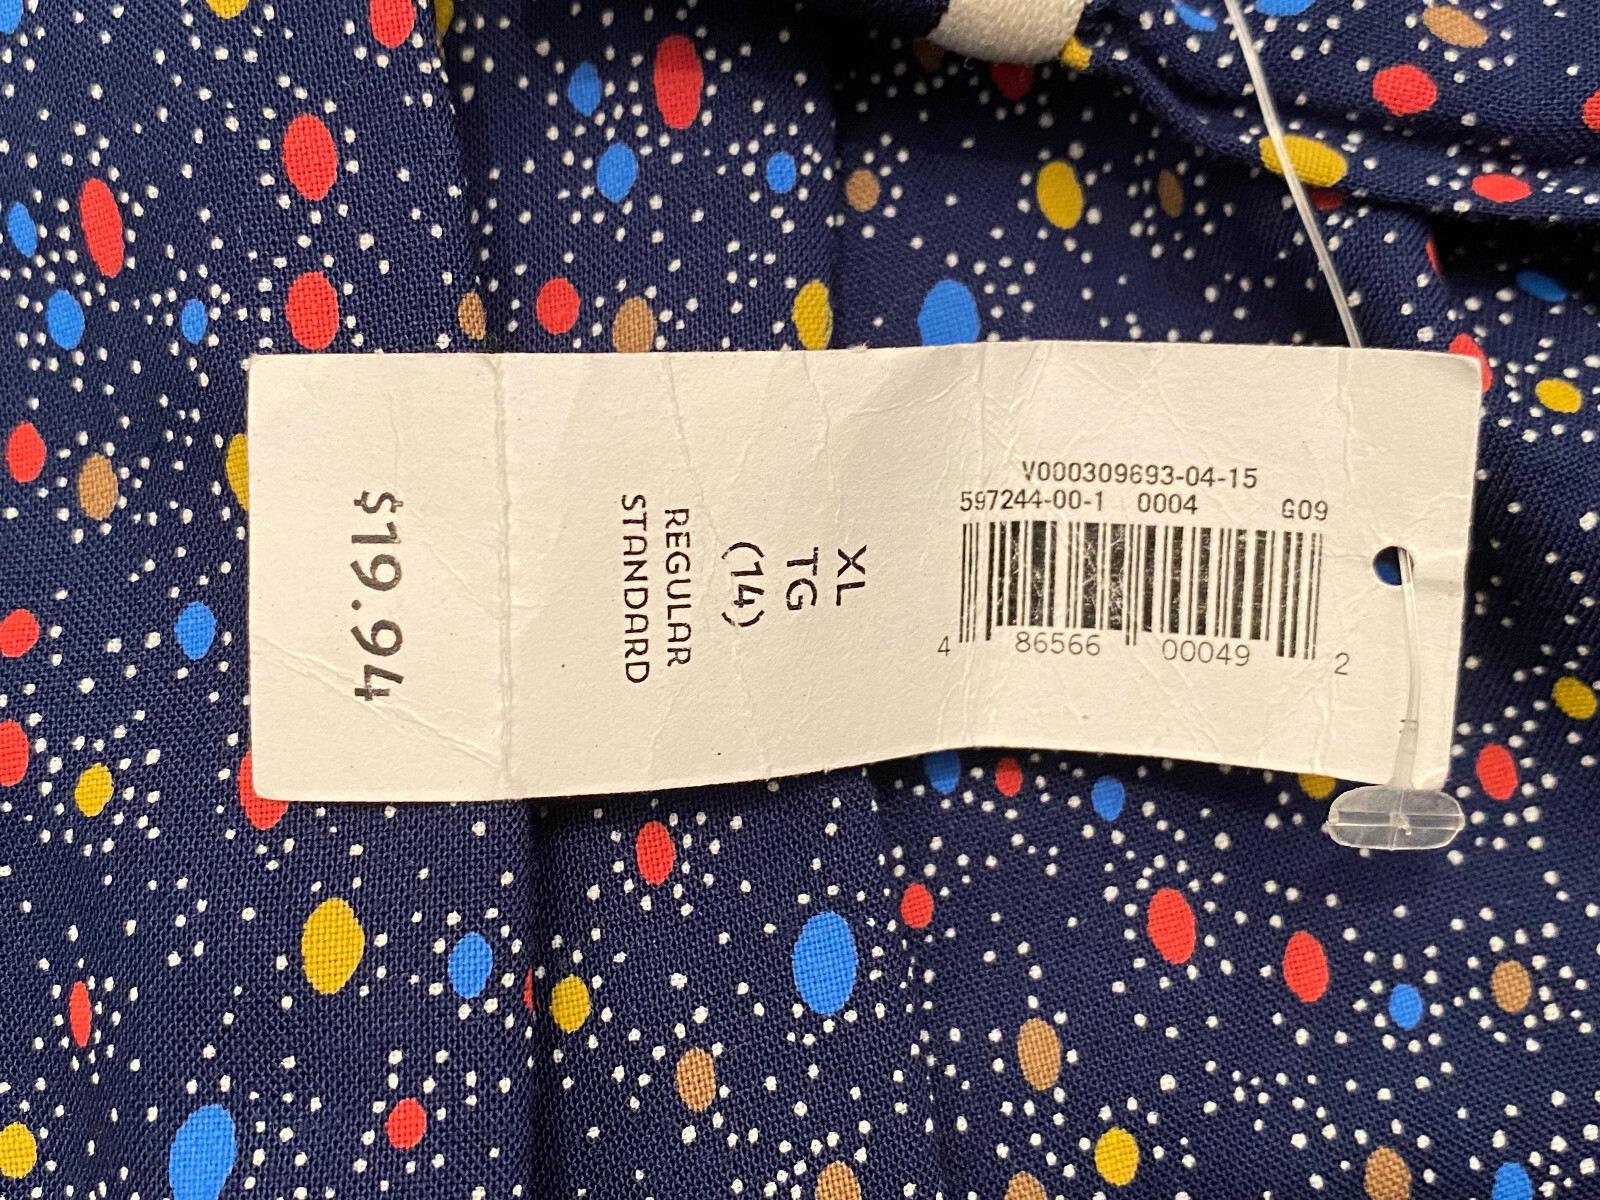 V000309693-04-15
597244-00-1 0004 G09
4 86566 00049 2
XL
TG
(14)
REGULAR
STANDARD
$19.94